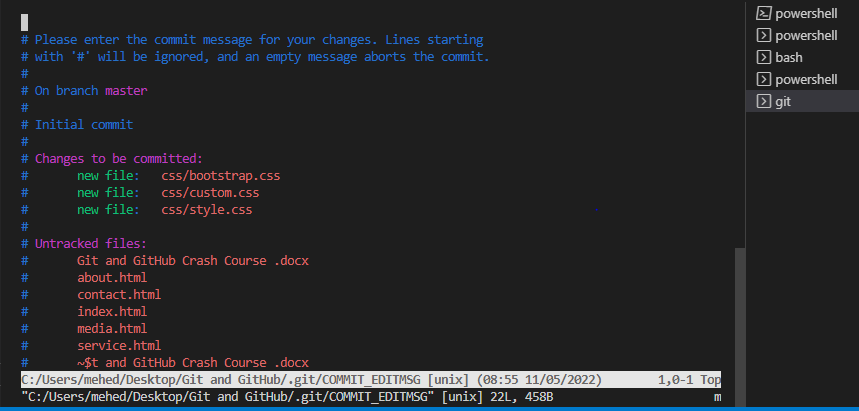 # Please enter the commit message for your changes. Lines starting
# with '#' will be ignored, and an empty message aborts the commit.
#
# On branch master
#
# Initial commit
#
# Changes to be committed:
#       new file:   css/bootstrap.css
#       new file:   css/custom.css
#       new file:   css/style.css
#
# Untracked files:
#       Git and GitHub Crash Course .docx
#       about.html
#       contact.html
#       index.html
#       media.html
#       service.html
#       ~$t and GitHub Crash Course .docx
C:/Users/mehed/Desktop/Git and GitHub/.git/COMMIT_EDITMSG [unix] (08:55 11/05/2022)        1,0-1 Top
"C:/Users/mehed/Desktop/Git and GitHub/.git/COMMIT_EDITMSG" [unix] 22L, 458B        m
powershell
powershell
bash
powershell
git